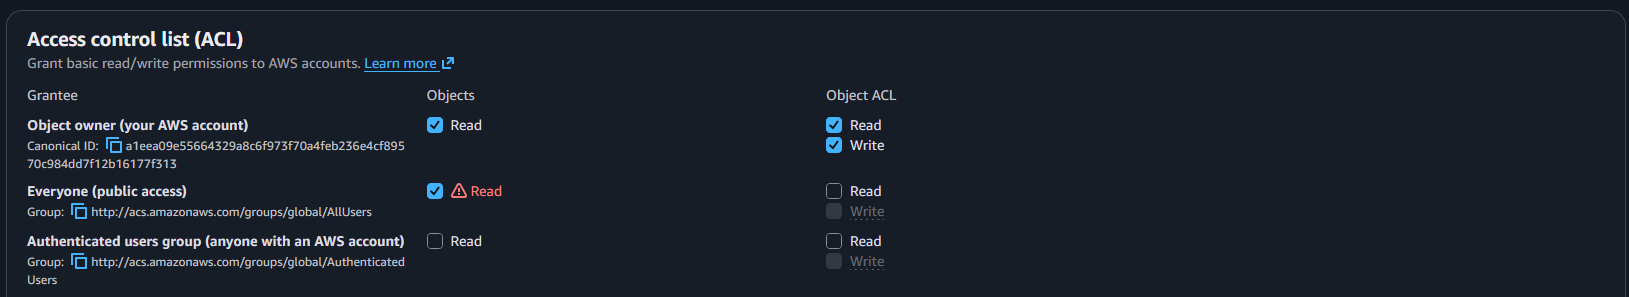 Access control list (ACL)
Grant basic read/write permissions to AWS accounts. Learn more
Grantee Objects Object ACL
Object owner (your AWS account) Read Read
Canonical ID: a1eea09e55664329a8c6f973f70a4feb236e4cf895 Write
70c984dd7f12b16177f313
Everyone (public access) Read Read
Group: http://acs.amazonaws.com/groups/global/AllUsers Write
Authenticated users group (anyone with an AWS account) Read Read
Group: http://acs.amazonaws.com/groups/global/Authenticated Write
Users